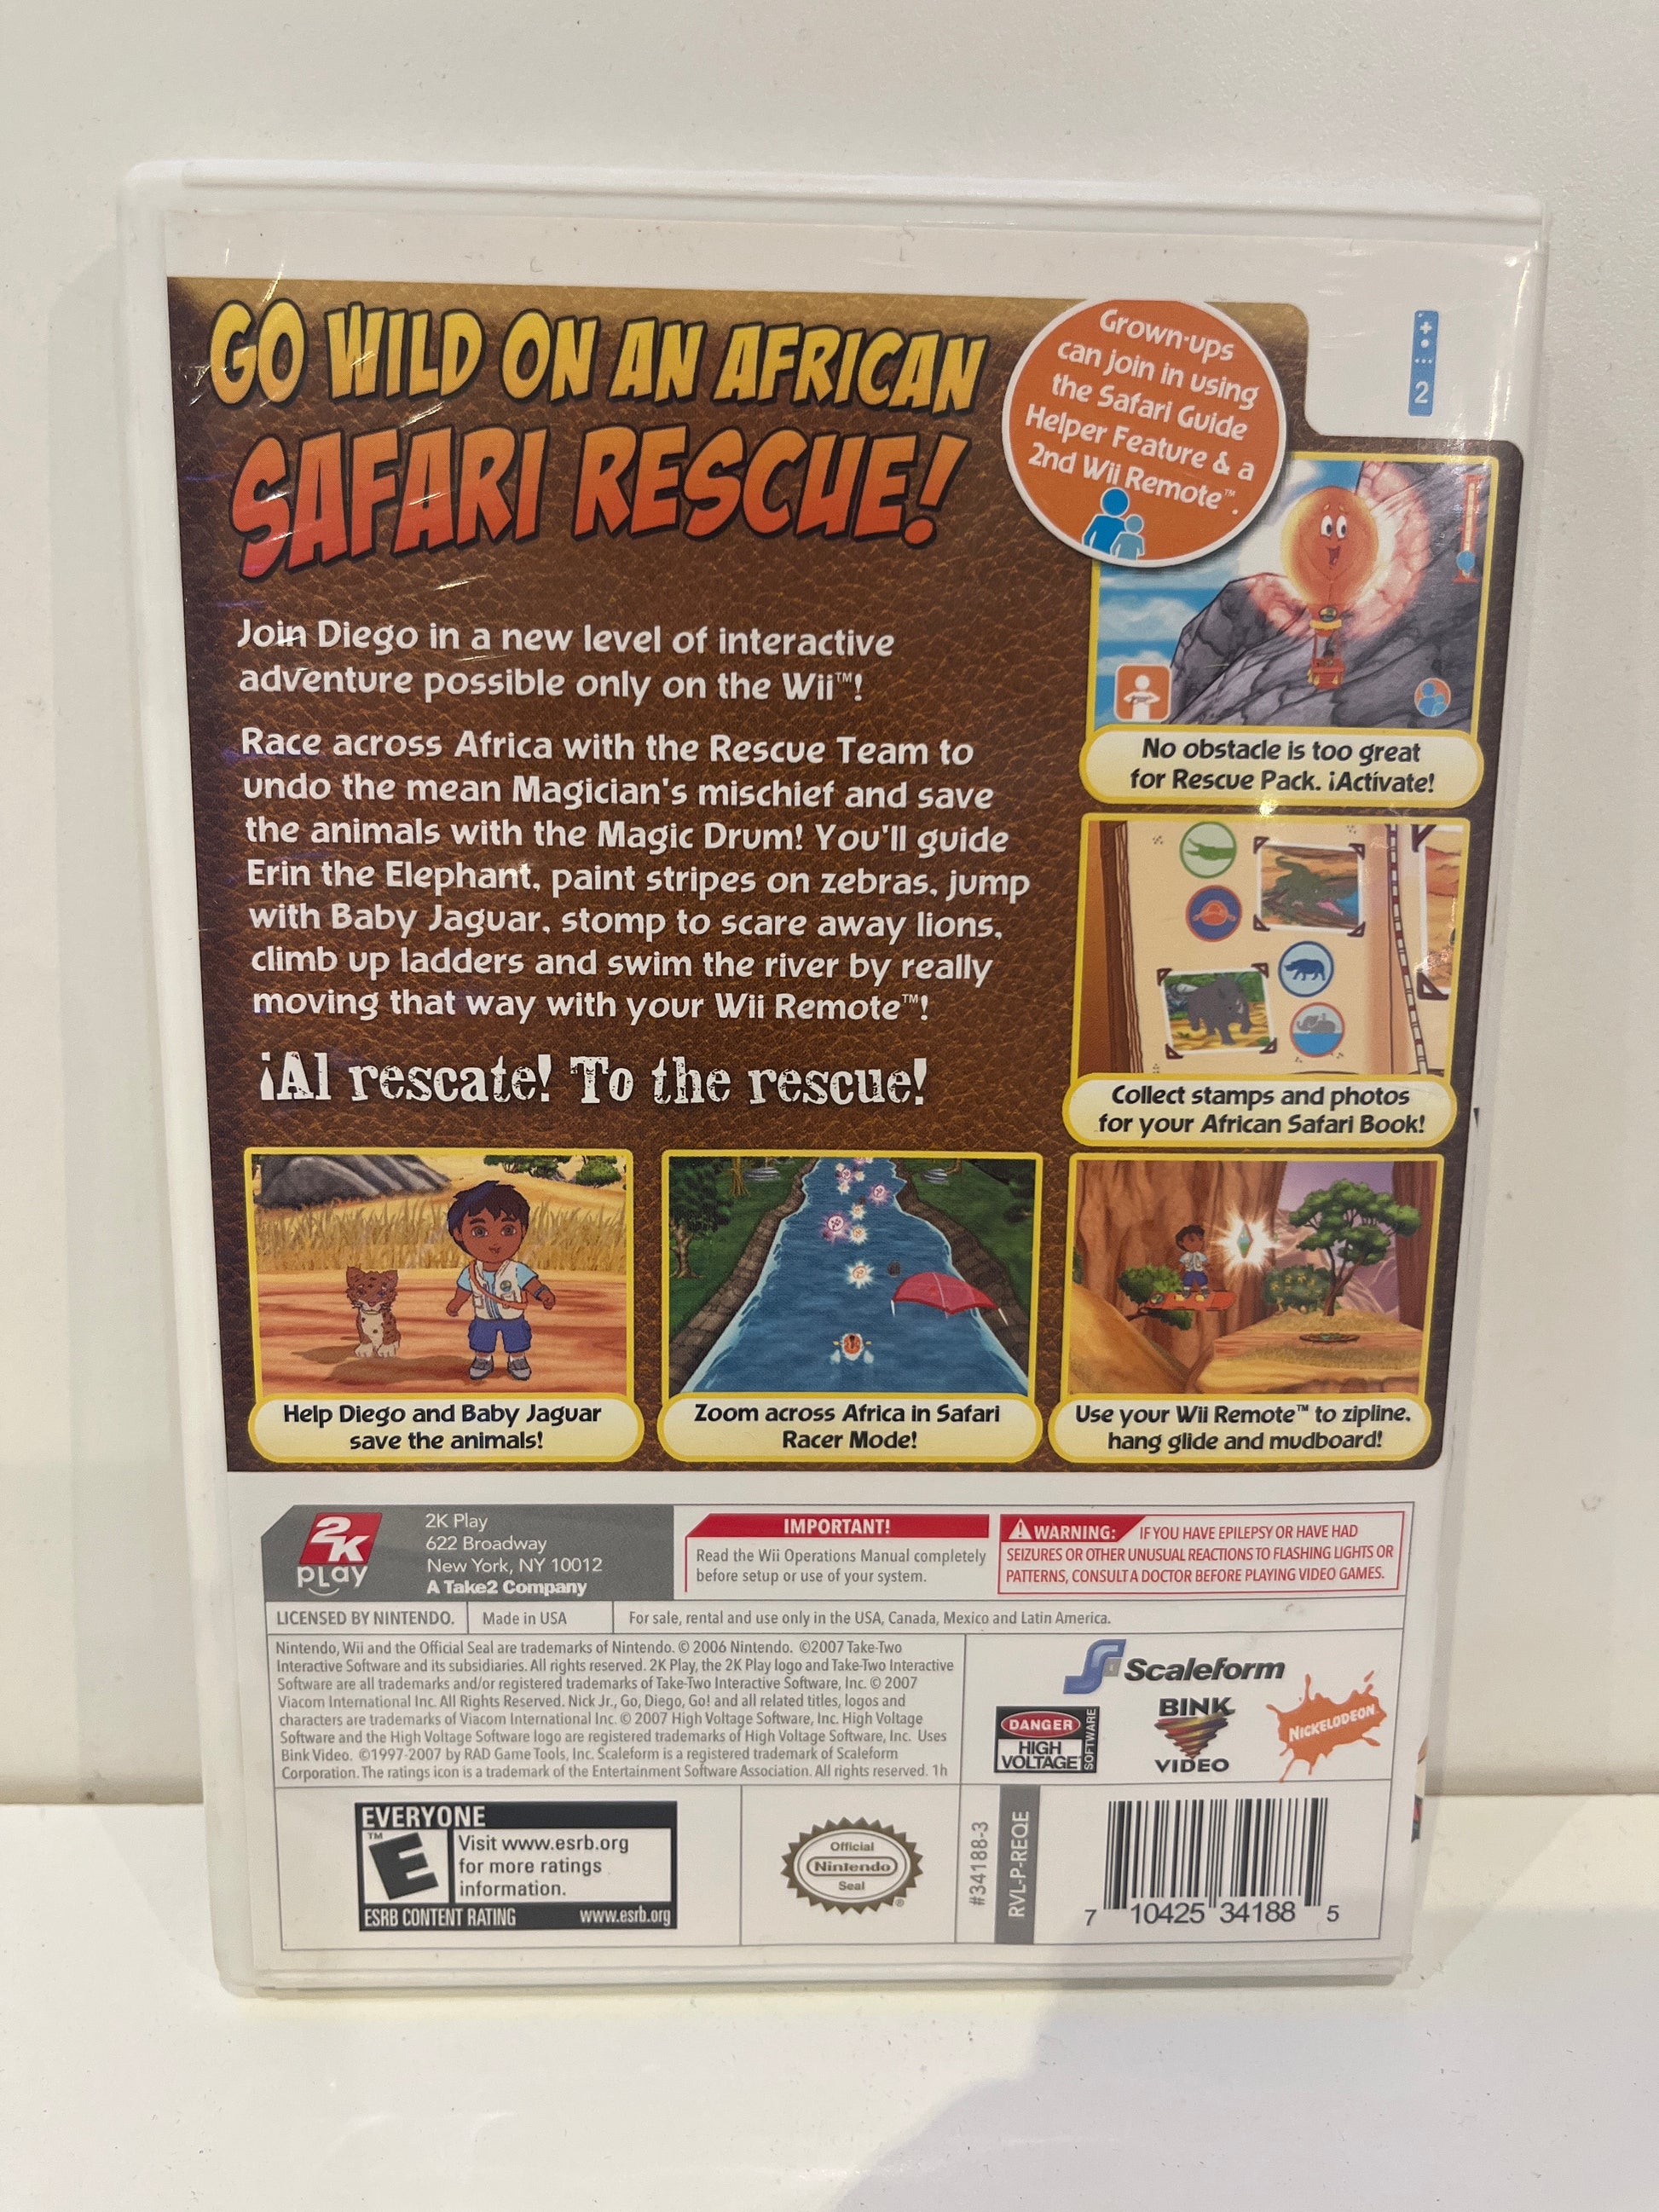 GO WILD ON AN AFRICAN
SAFARI RESCUE!
Grown-ups
can join in using
the Safari Guide
Helper Feature & a
2nd Wii Remote™.
2
Join Diego in a new level of interactive
adventure possible only on the Wii™!
Race across Africa with the Rescue Team to
undo the mean Magician's mischief and save
the animals with the Magic Drum! You'll guide
Erin the Elephant, paint stripes on zebras, jump
with Baby Jaguar, stomp to scare away lions,
climb up ladders and swim the river by really
moving that way with your Wii Remote™!
¡Al rescate! To the rescue!
No obstacle is too great
for Rescue Pack. ¡Actívate!
Collect stamps and photos
for your African Safari Book!
Help Diego and Baby Jaguar
save the animals!
Zoom across Africa in Safari
Racer Mode!
Use your Wii Remote™ to zipline,
hang glide and mudboard!
2K
PLAY
2K Play
622 Broadway
New York, NY 10012
A Take2 Company
IMPORTANT!
Read the Wii Operations Manual completely
before setup or use of your system.
WARNING: IF YOU HAVE EPILEPSY OR HAVE HAD
SEIZURES OR OTHER UNUSUAL REACTIONS TO FLASHING LIGHTS OR
PATTERNS, CONSULT A DOCTOR BEFORE PLAYING VIDEO GAMES.
LICENSED BY NINTENDO.
Made in USA
For sale, rental and use only in the USA, Canada, Mexico and Latin America.
Nintendo, Wii and the Official Seal are trademarks of Nintendo. © 2006 Nintendo. ©2007 Take-Two
Interactive Software and its subsidiaries. All rights reserved. 2K Play, the 2K Play logo and Take-Two Interactive
Software are all trademarks and/or registered trademarks of Take-Two Interactive Software, Inc. © 2007
Viacom International Inc. All Rights Reserved. Nick Jr., Go, Diego, Go! and all related titles, logos and
characters are trademarks of Viacom International Inc. © 2007 High Voltage Software, Inc. High Voltage
Software and the High Voltage Software logo are registered trademarks of High Voltage Software, Inc. Uses
Bink Video. ©1997-2007 by RAD Game Tools, Inc. Scaleform is a registered trademark of Scaleform
Corporation. The ratings icon is a trademark of the Entertainment Software Association. All rights reserved. 1h
Scaleform
DANGER
HIGH
VOLTAGE
SOFTWARE
BINK
VIDEO
NICKELODEON
EVERYONE
E™
Visit www.esrb.org
for more ratings
information.
ESRB CONTENT RATING www.esrb.org
Official
Nintendo
Seal
®
#34188-3
RVL-P-REQE
7 10425 34188 5